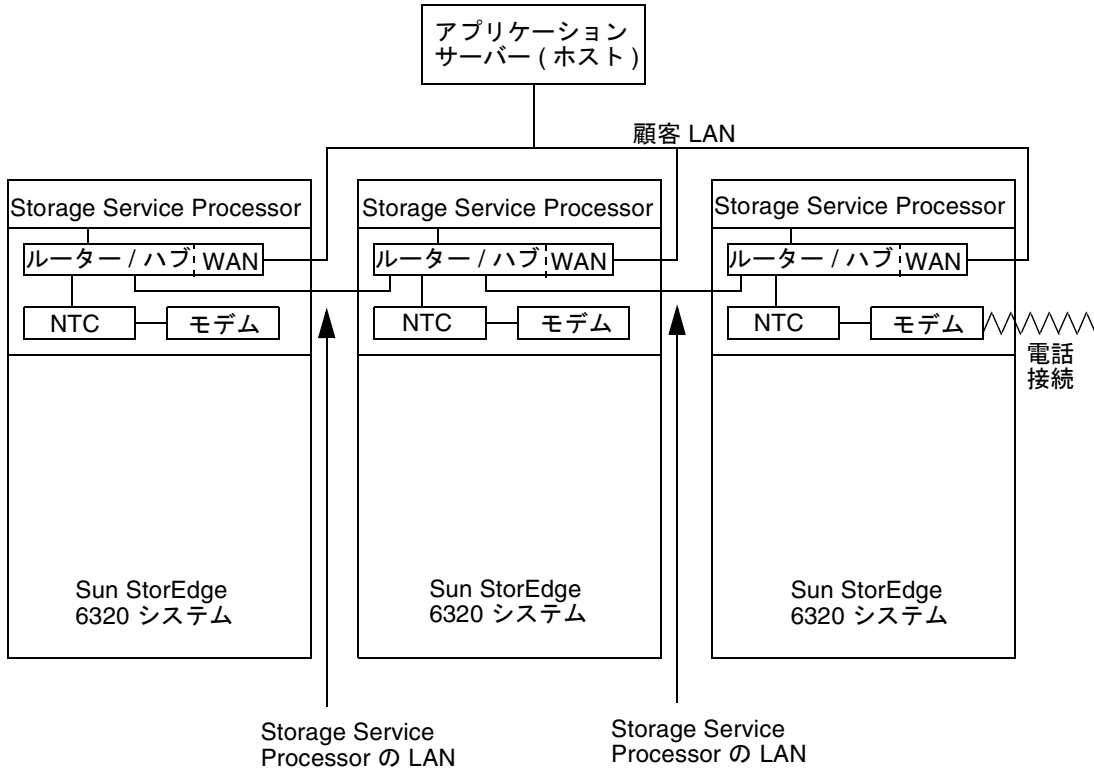 アプリケーション
サーバー ( ホスト )
顧客 LAN
Storage Service Processor
Storage Service Processor
Storage Service Processor
ルーター / ハブ WAN
ルーター / ハブ WAN
ルーター / ハブ WAN
NTC
モデム
NTC
モデム
NTC
モデム
電話
接続
Sun StorEdge
6320 システム
Sun StorEdge
6320 システム
Sun StorEdge
6320 システム
Storage Service
Processor の LAN
Storage Service
Processor の LAN